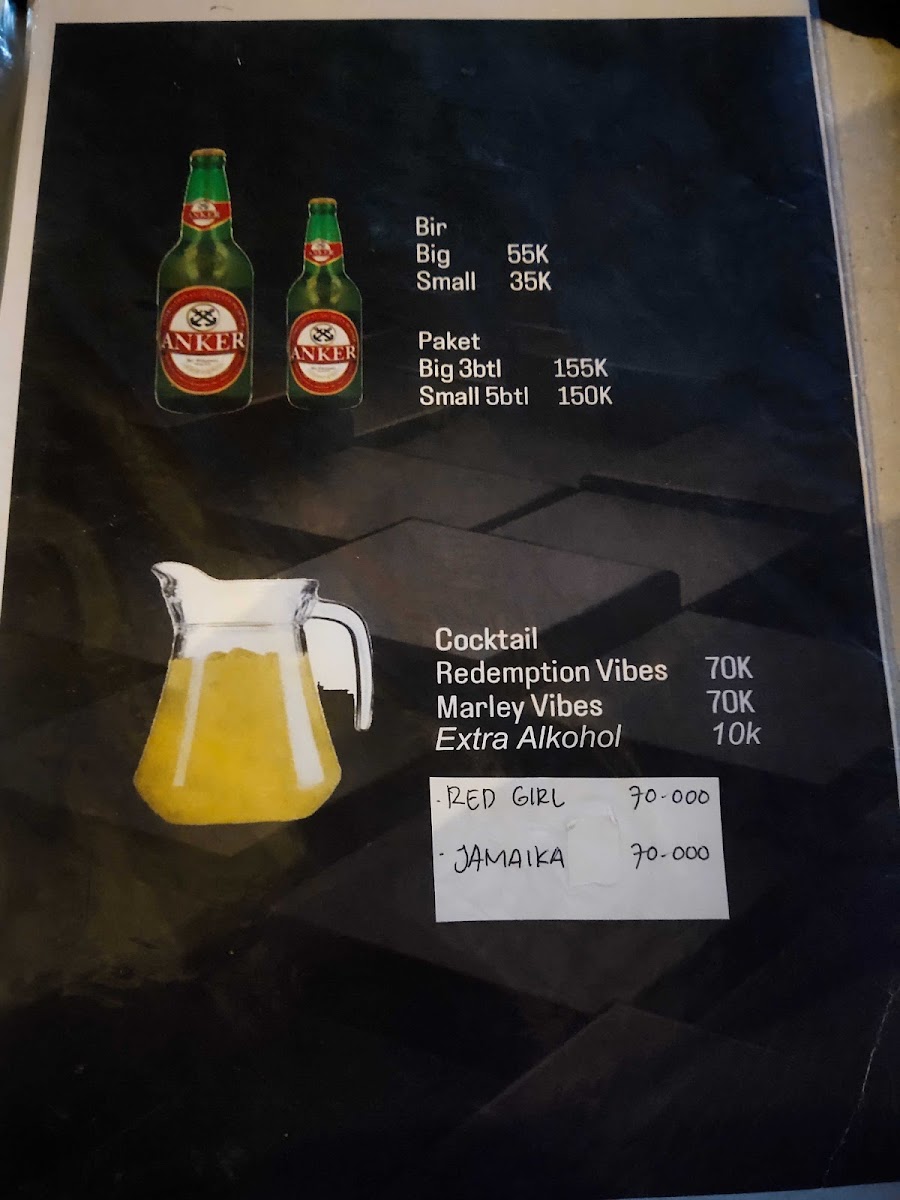 ANKER
ANKER
ANKER
Bir
Big 55K
Small 35K
Paket
Big 3btl 155K
Small 5btl 150K
Cocktail
Redemption Vibes 70K
Marley Vibes 70K
Extra Alkohol 10k
· RED GIRL 70-000
· JAMAIKA 70-000